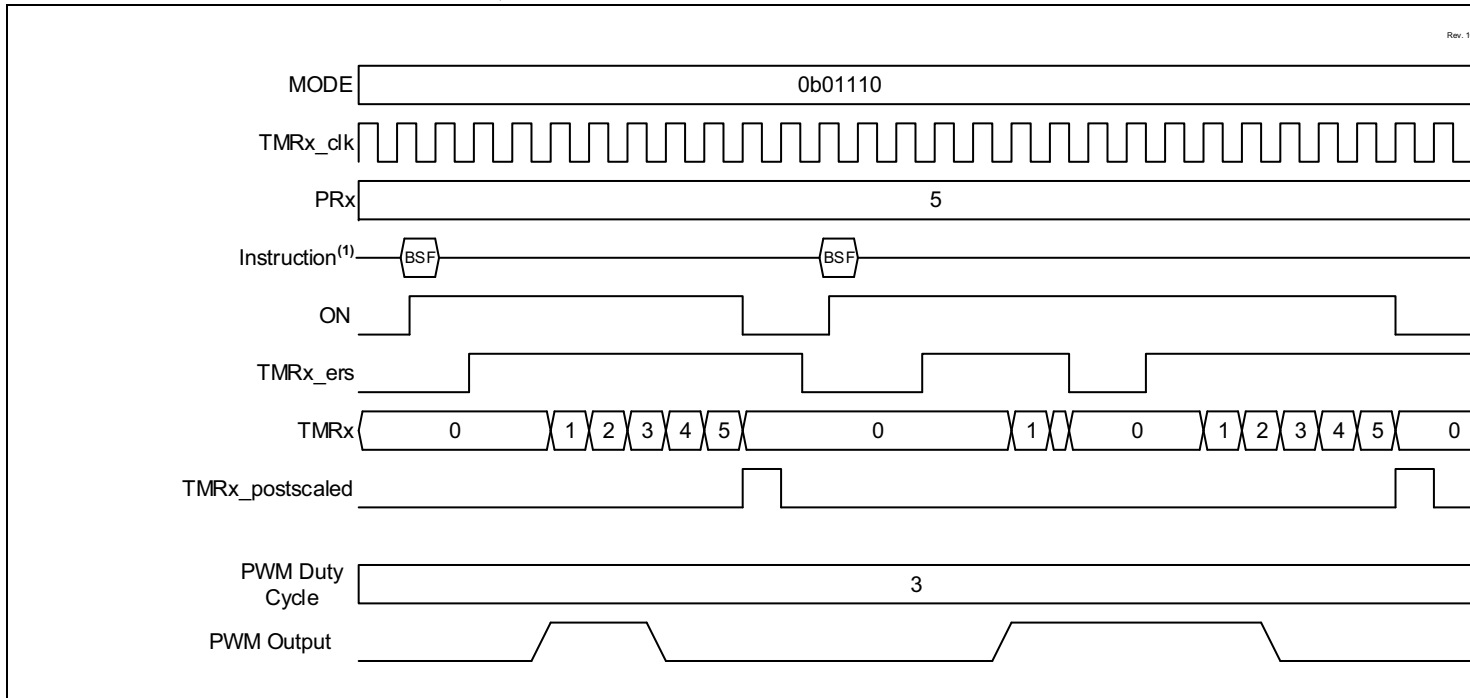 Rev. 1
MODE 0b01110
TMRx_clk
PRx 5
Instruction(1) BSF BSF
ON
TMRx_ers
TMRx 0 1 2 3 4 5 0 1 0 1 2 3 4 5 0
TMRx_postscaled
PWM Duty
Cycle 3
PWM Output